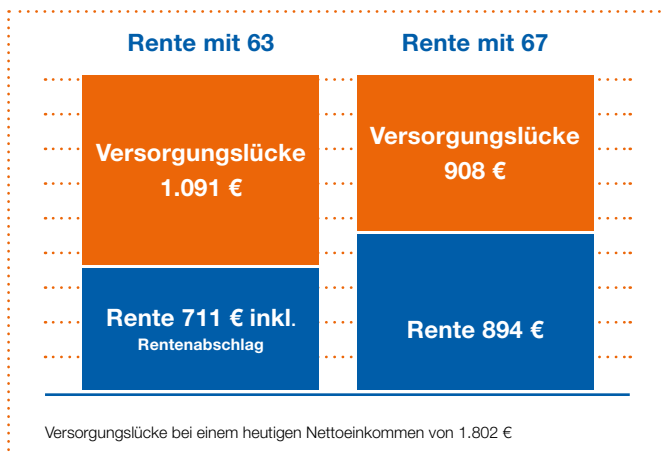 Rente mit 63
Rente mit 67
Versorgungslücke
1.091 €
Versorgungslücke
908 €
Rente 711 € inkl.
Rentenabschlag
Rente 894 €
Versorgungslücke bei einem heutigen Nettoeinkommen von 1.802 €